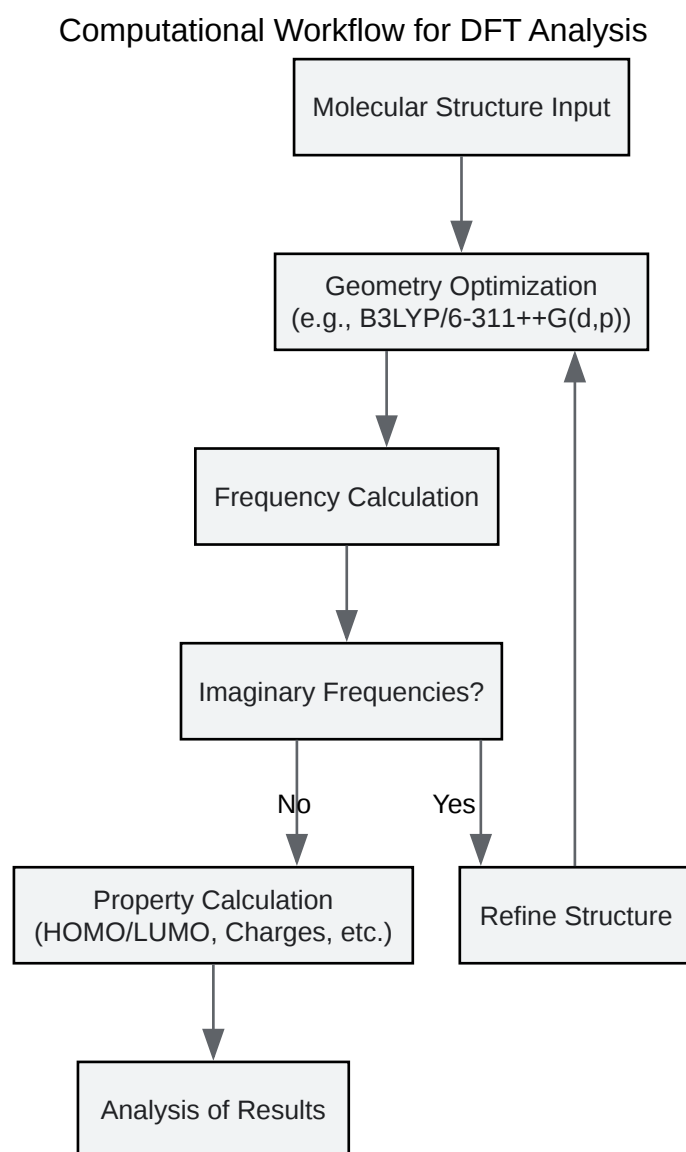 Computational Workflow for DFT Analysis
Molecular Structure Input
Geometry Optimization
(e.g., B3LYP/6-311++G(d,p))
Frequency Calculation
Imaginary Frequencies?
No
Yes
Property Calculation
(HOMO/LUMO, Charges, etc.)
Refine Structure
Analysis of Results